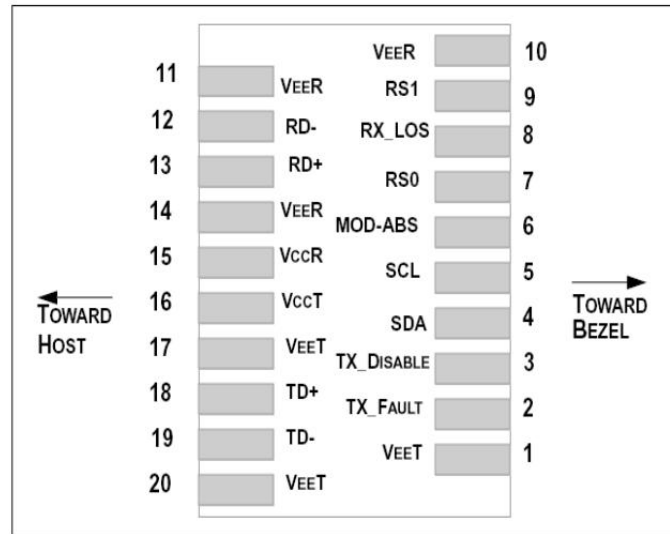 11 VEER
12 RD-
13 RD+
14 VEER
15 VCCR
16 VCCT
17 VEET
18 TD+
19 TD-
20 VEET
VEER 10
RS1 9
RX_LOS 8
RS0 7
MOD-ABS 6
SCL 5
SDA 4
TX_DISABLE 3
TX_FAULT 2
VEET 1
TOWARD
HOST
TOWARD
BEZEL